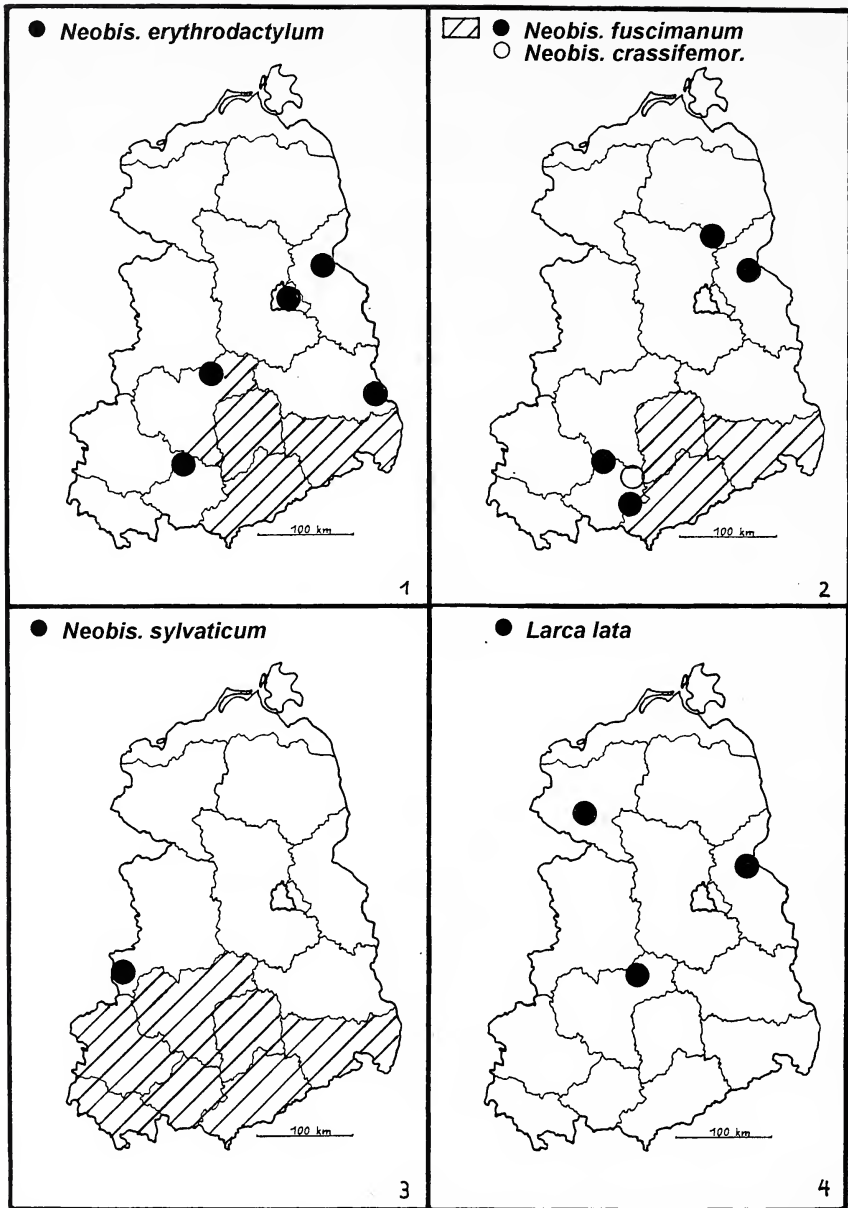 Neobis. erythrodactylum
100 km
1
Neobis. fuscimanum
Neobis. crassifemor.
100 km
2
Neobis. sylvaticum
100 km
3
Larca lata
100 km
4